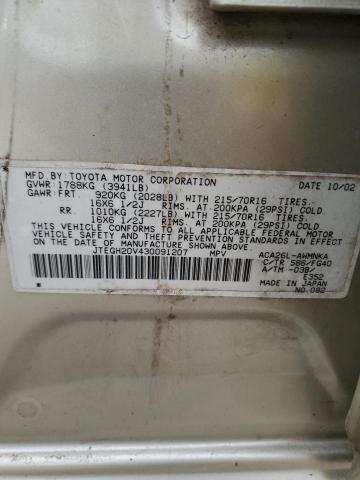 MFD.BY:TOYOTA MOTOR CORPORATION DATE 10/02
GVWR:1788KG (3941LB)
GAWR:FRT. 920KG (2028LB) WITH 215/70R16 TIRES.
16X6 1/2J RIMS. AT 200KPA (29PSI) COLD.
RR. 1010KG (2227LB) WITH 215/70R16 TIRES.
16X6 1/2J RIMS. AT 200KPA (29PSI) COLD.
THIS VEHICLE CONFORMS TO ALL APPLICABLE FEDERAL MOTOR
VEHICLE SAFETY AND BUMPER STANDARDS IN EFFECT ON
THE DATE OF MANUFACTURE SHOWN ABOVE.
JTEGH20V430091207 MPV
ACA26L-AWMNKA
C/TR 5B6/FG40
A/TM -03B/
E352
MADE IN JAPAN
NO.082